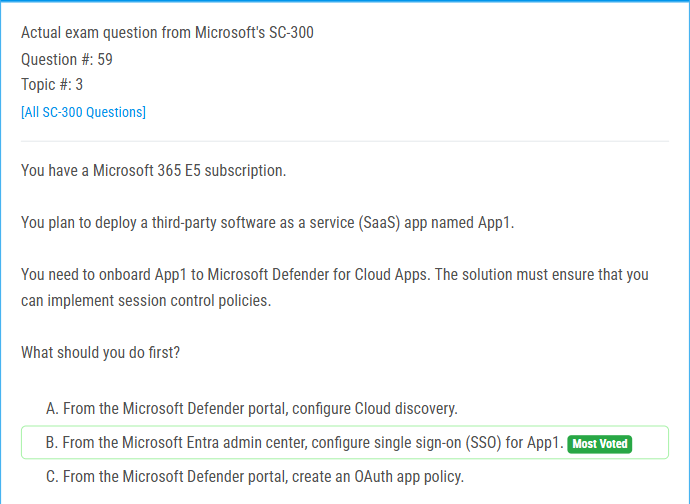 Actual exam question from Microsoft's SC-300
Question #: 59
Topic #: 3
[All SC-300 Questions]
You have a Microsoft 365 E5 subscription.
You plan to deploy a third-party software as a service (SaaS) app named App1.
You need to onboard App1 to Microsoft Defender for Cloud Apps. The solution must ensure that you
can implement session control policies.
What should you do first?
A. From the Microsoft Defender portal, configure Cloud discovery.
B. From the Microsoft Entra admin center, configure single sign-on (SSO) for App1. Most Voted
C. From the Microsoft Defender portal, create an OAuth app policy.